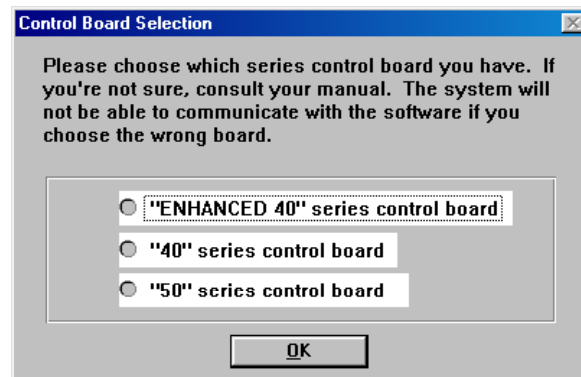 Control Board Selection
Please choose which series control board you have. If
you're not sure, consult your manual. The system will
not be able to communicate with the software if you
choose the wrong board.
"ENHANCED 40" series control board
"40" series control board
"50" series control board
OK